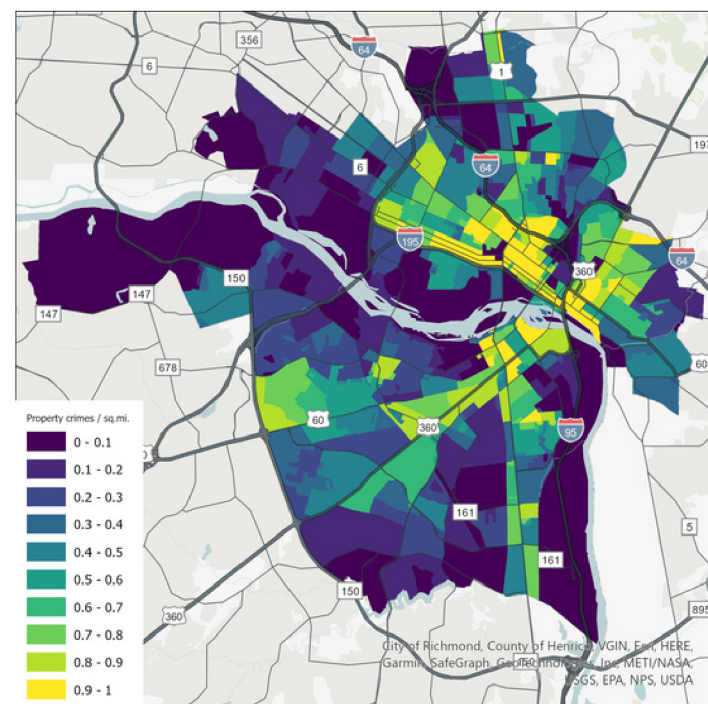 356
64
6
1
197
6
64
195
64
360
150
147
147
60
678
60
360
95
161
5
161
150
360
895
Property crimes / sq.mi.
0 - 0.1
0.1 - 0.2
0.2 - 0.3
0.3 - 0.4
0.4 - 0.5
0.5 - 0.6
0.6 - 0.7
0.7 - 0.8
0.8 - 0.9
0.9 - 1
City of Richmond, County of Henrico, VGIN, Esri, HERE,
Garmin, SafeGraph, GeoTechnologies, Inc, METI/NASA,
USGS, EPA, NPS, USDA